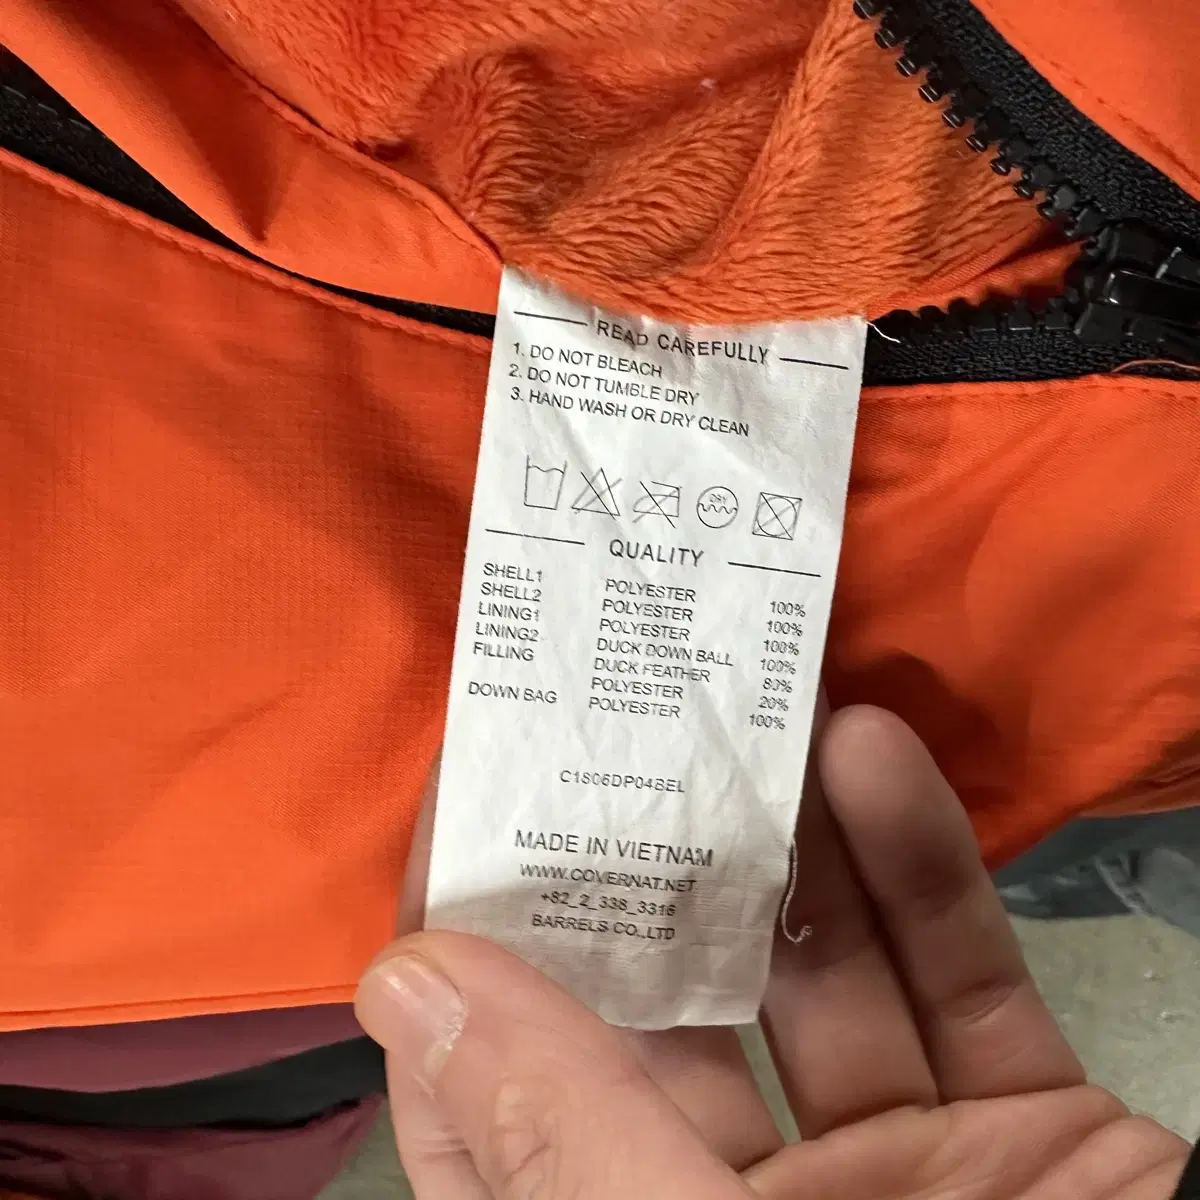 READ CAREFULLY
1. DO NOT BLEACH
2. DO NOT TUMBLE DRY
3. HAND WASH OR DRY CLEAN
DRY
QUALITY
SHELL1 POLYESTER 100%
SHELL2 POLYESTER 100%
LINING1 POLYESTER 100%
LINING2 DUCK DOWN BALL 100%
FILLING DUCK FEATHER 80%
POLYESTER 20%
DOWN BAG POLYESTER 100%
C1806DP04BEL
MADE IN VIETNAM
WWW.COVERNAT.NET
+82_2_338_3316
BARRELS CO.,LTD